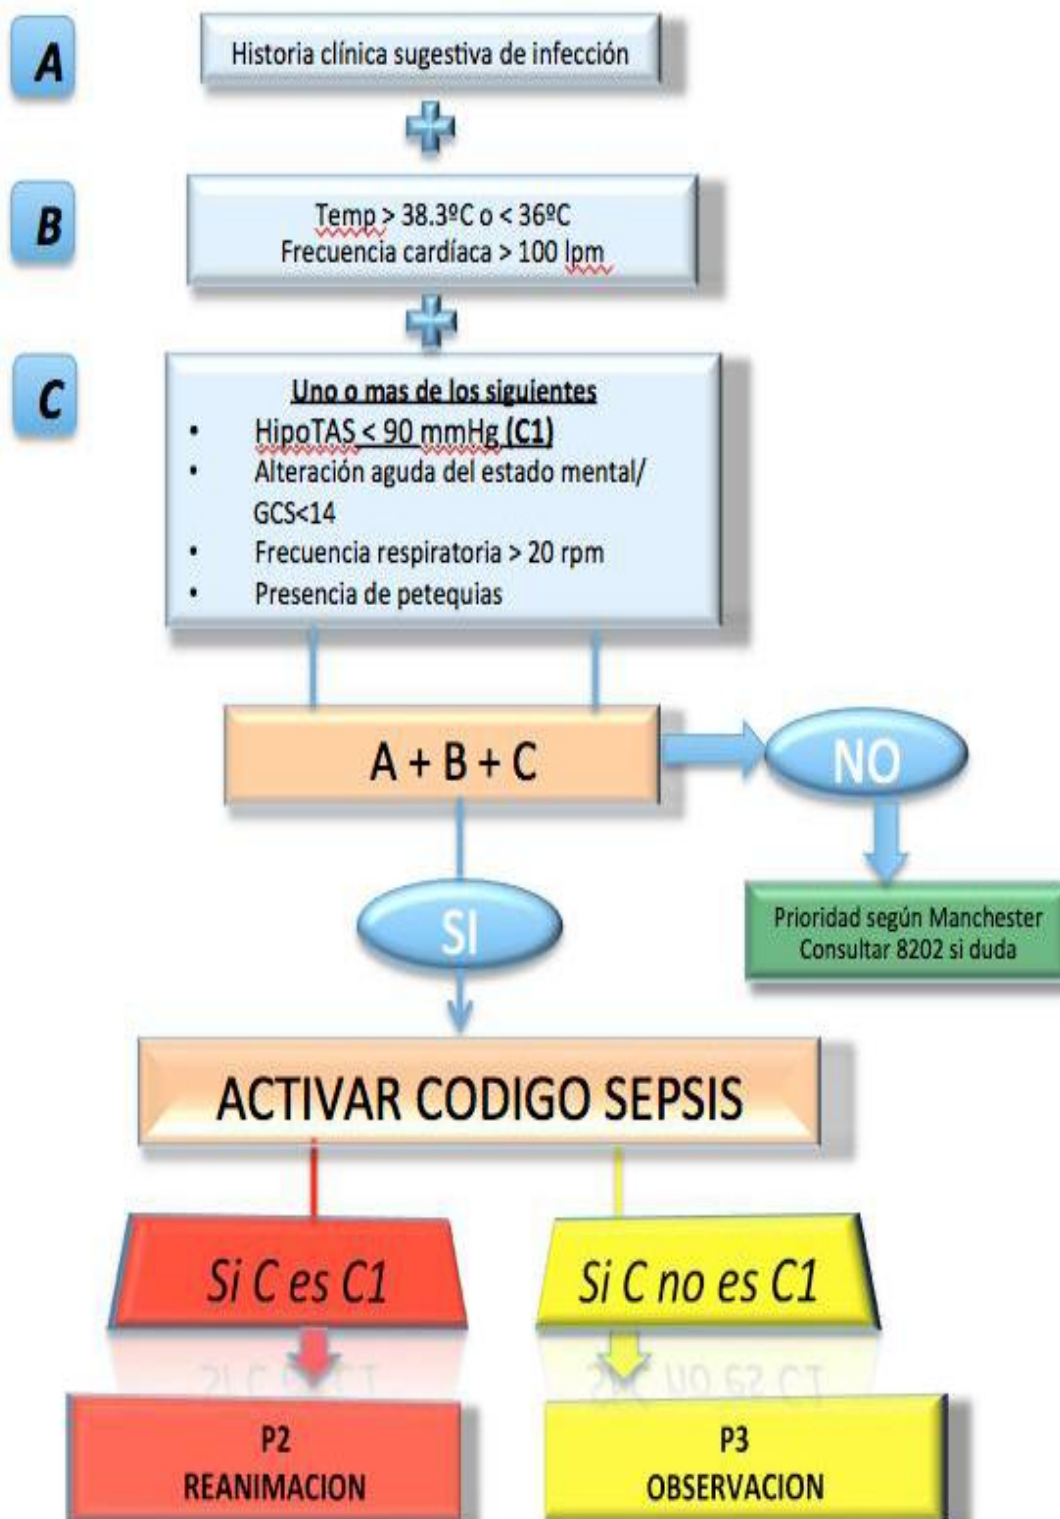 A
Historia clínica sugestiva de infección
B
Temp > 38.3ºC o < 36ºC
Frecuencia cardíaca > 100 lpm
C
Uno o mas de los siguientes
• HipoTAS < 90 mmHg (C1)
• Alteración aguda del estado mental/
GCS<14
• Frecuencia respiratoria > 20 rpm
• Presencia de petequias
A + B + C
NO
SI
Prioridad según Manchester
Consultar 8202 si duda
ACTIVAR CODIGO SEPSIS
Si C es C1
Si C no es C1
P2
REANIMACION
P3
OBSERVACION